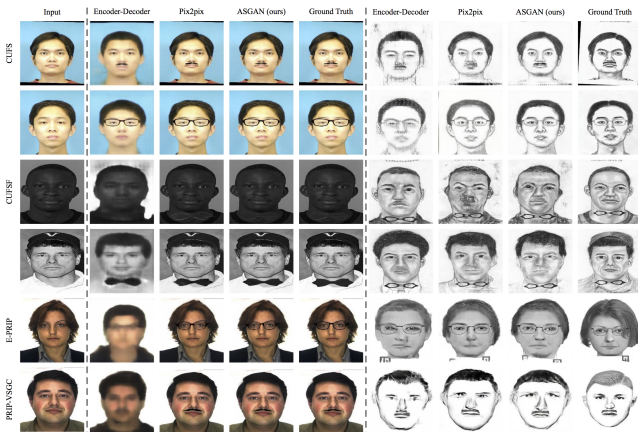 Input Encoder-Decoder Pix2pix ASGAN (ours) Ground Truth Encoder-Decoder Pix2pix ASGAN (ours) Ground Truth
CUFS
CUFSF
E-PRIP
PRIP-VSGC